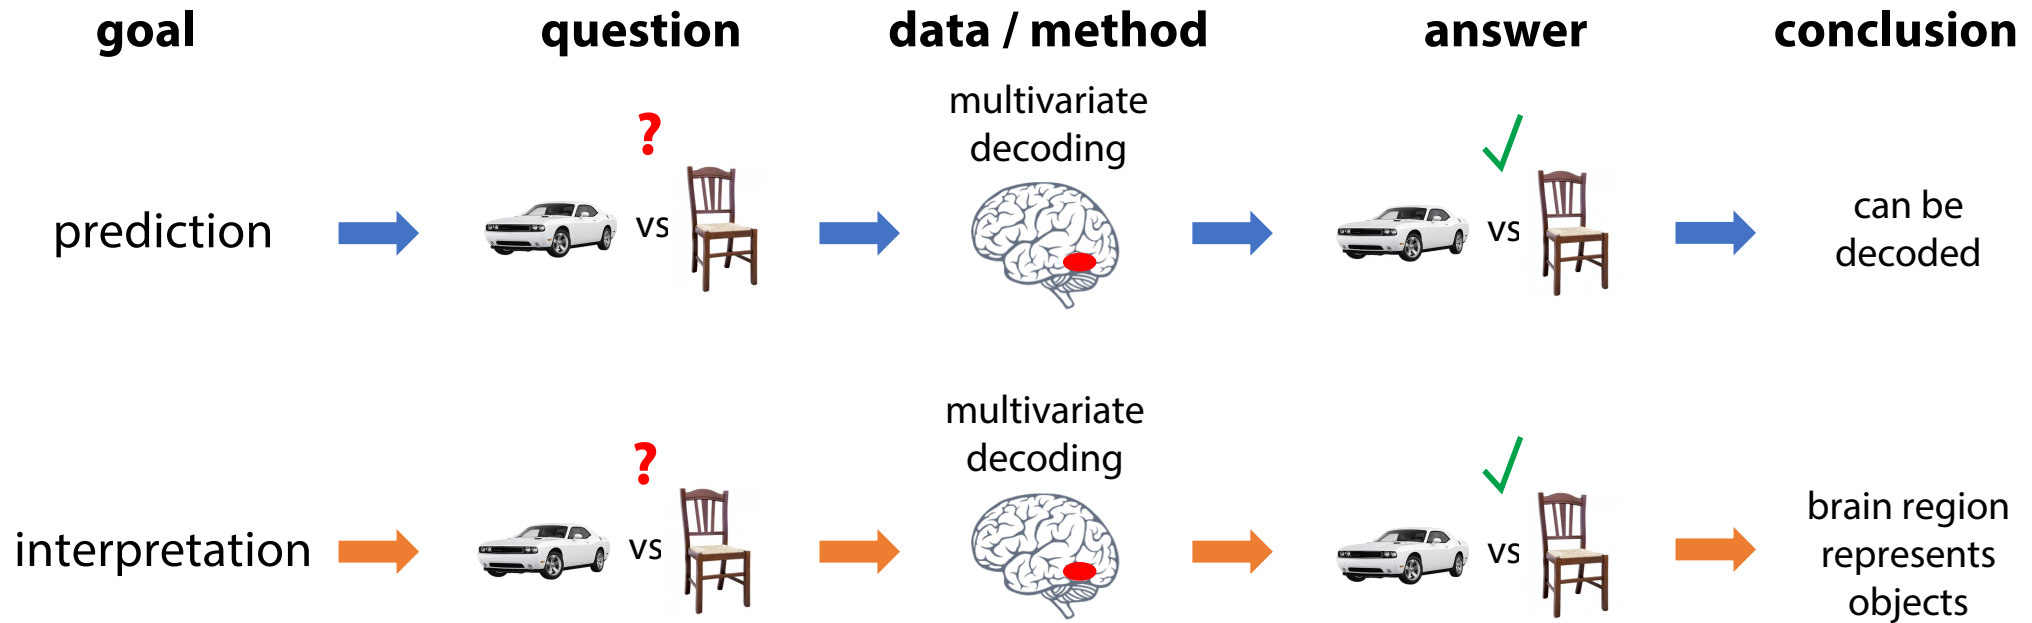 goal question data / method answer conclusion
multivariate
decoding
?
prediction vs vs can be
decoded
multivariate
decoding
?
interpretation vs vs brain region
represents
objects